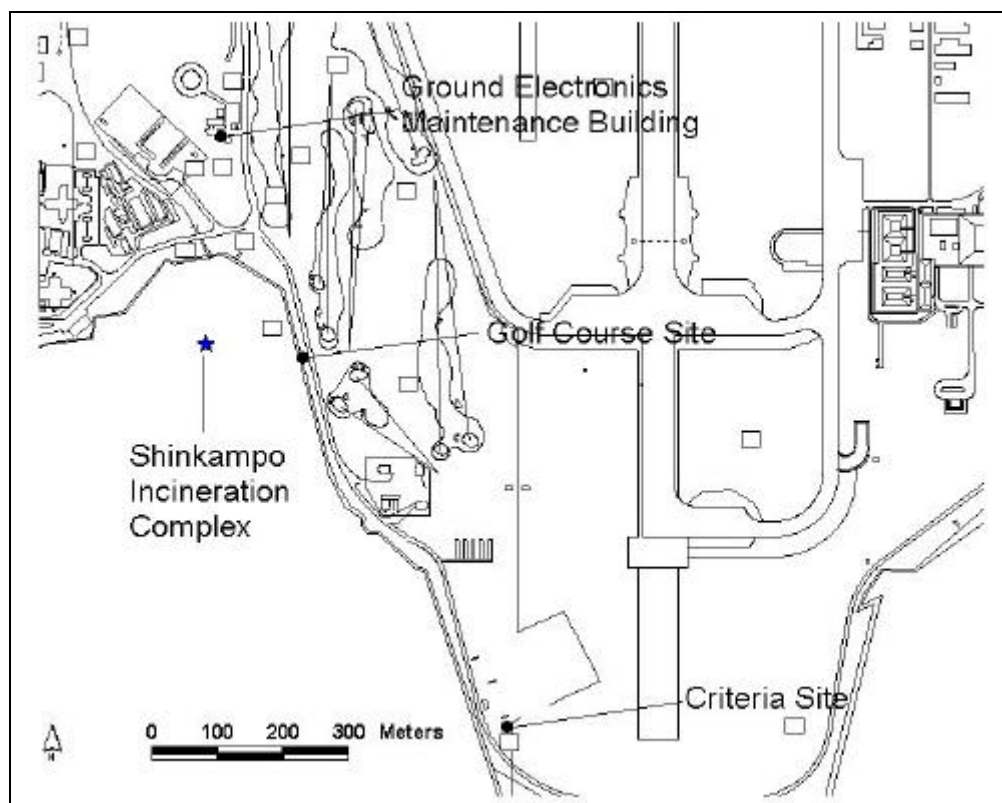 Ground Electronics
Maintenance Building
Golf Course Site
Shinkampo
Incineration
Complex
Criteria Site
0 100 200 300 Meters
N